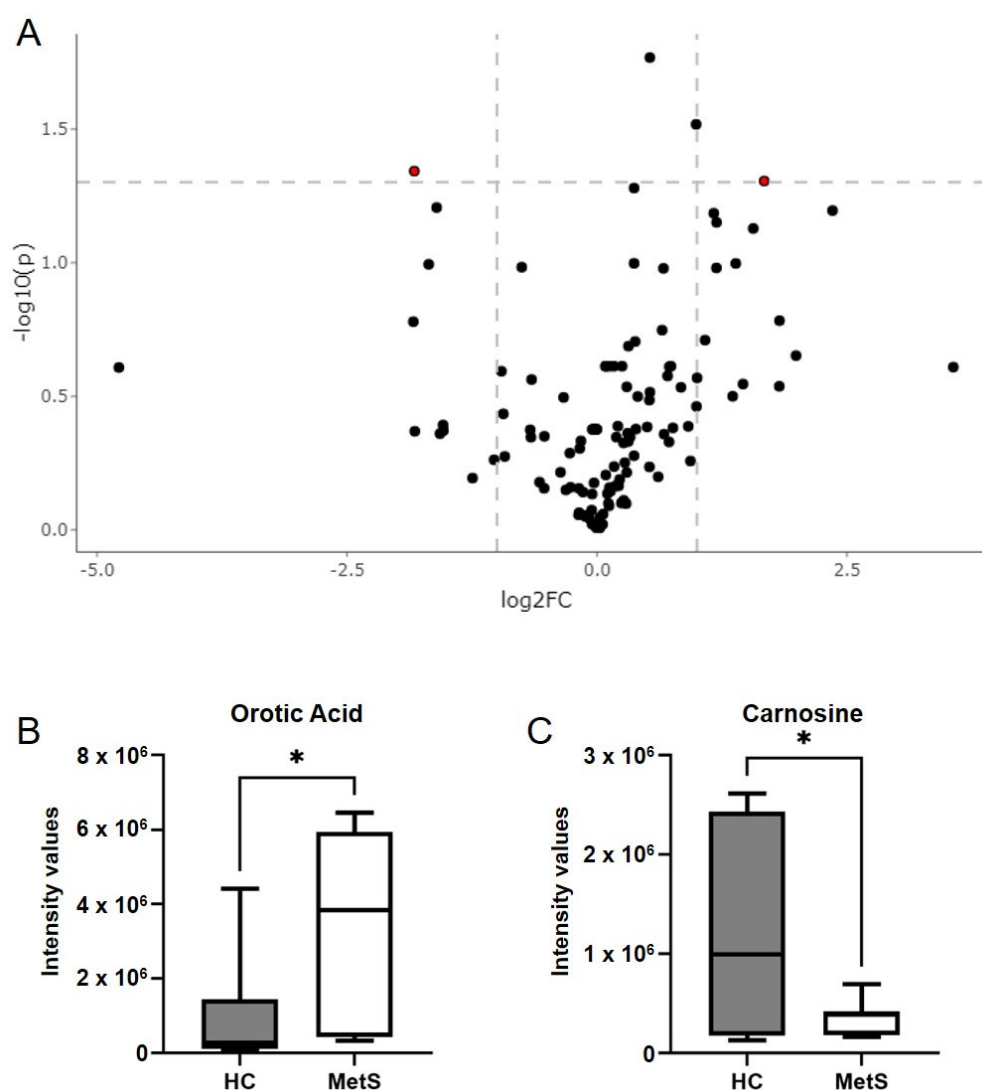 A
1.5
1.0
0.5
0.0
-log10(p)
-5.0 -2.5 0.0 2.5
log2FC
B
Orotic Acid
*
8 x 10⁶
6 x 10⁶
4 x 10⁶
2 x 10⁶
0
Intensity values
HC MetS
C
Carnosine
*
3 x 10⁶
2 x 10⁶
1 x 10⁶
0
Intensity values
HC MetS